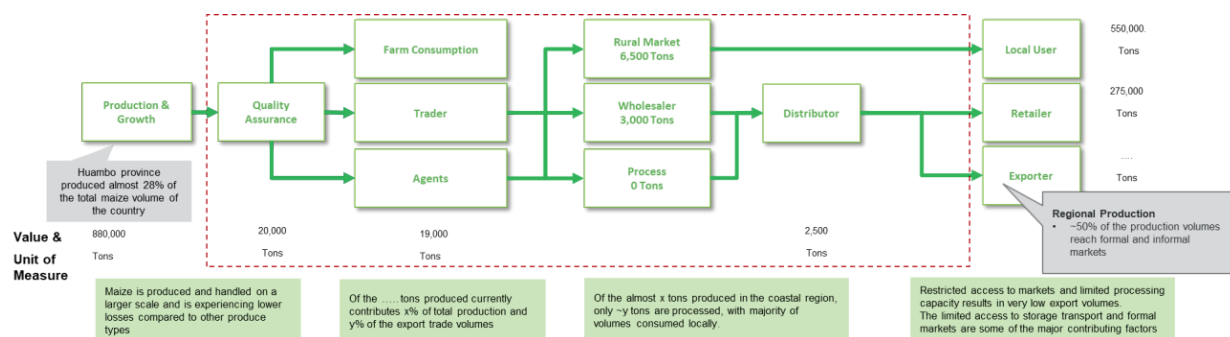 Farm Consumption
Rural Market
6,500 Tons
Local User
550,000.
Tons
Production &
Growth
Quality
Assurance
Trader
Wholesaler
3,000 Tons
Distributor
Retailer
275,000
Tons
Agents
Process
0 Tons
Exporter
....
Tons
Huambo province
produced almost 28% of
the total maize volume of
the country
Regional Production
• ~50% of the production volumes
reach formal and informal
markets
Value &
Unit of
Measure
880,000
Tons
20,000
Tons
19,000
Tons
2,500
Tons
Maize is produced and handled on a
larger scale and is experiencing lower
losses compared to other produce
types
Of the ..... tons produced currently
contributes x% of total production and
y% of the export trade volumes
Of the almost x tons produced in the coastal region,
only ~y tons are processed, with majority of
volumes consumed locally.
Restricted access to markets and limited processing
capacity results in very low export volumes.
The limited access to storage transport and formal
markets are some of the major contributing factors